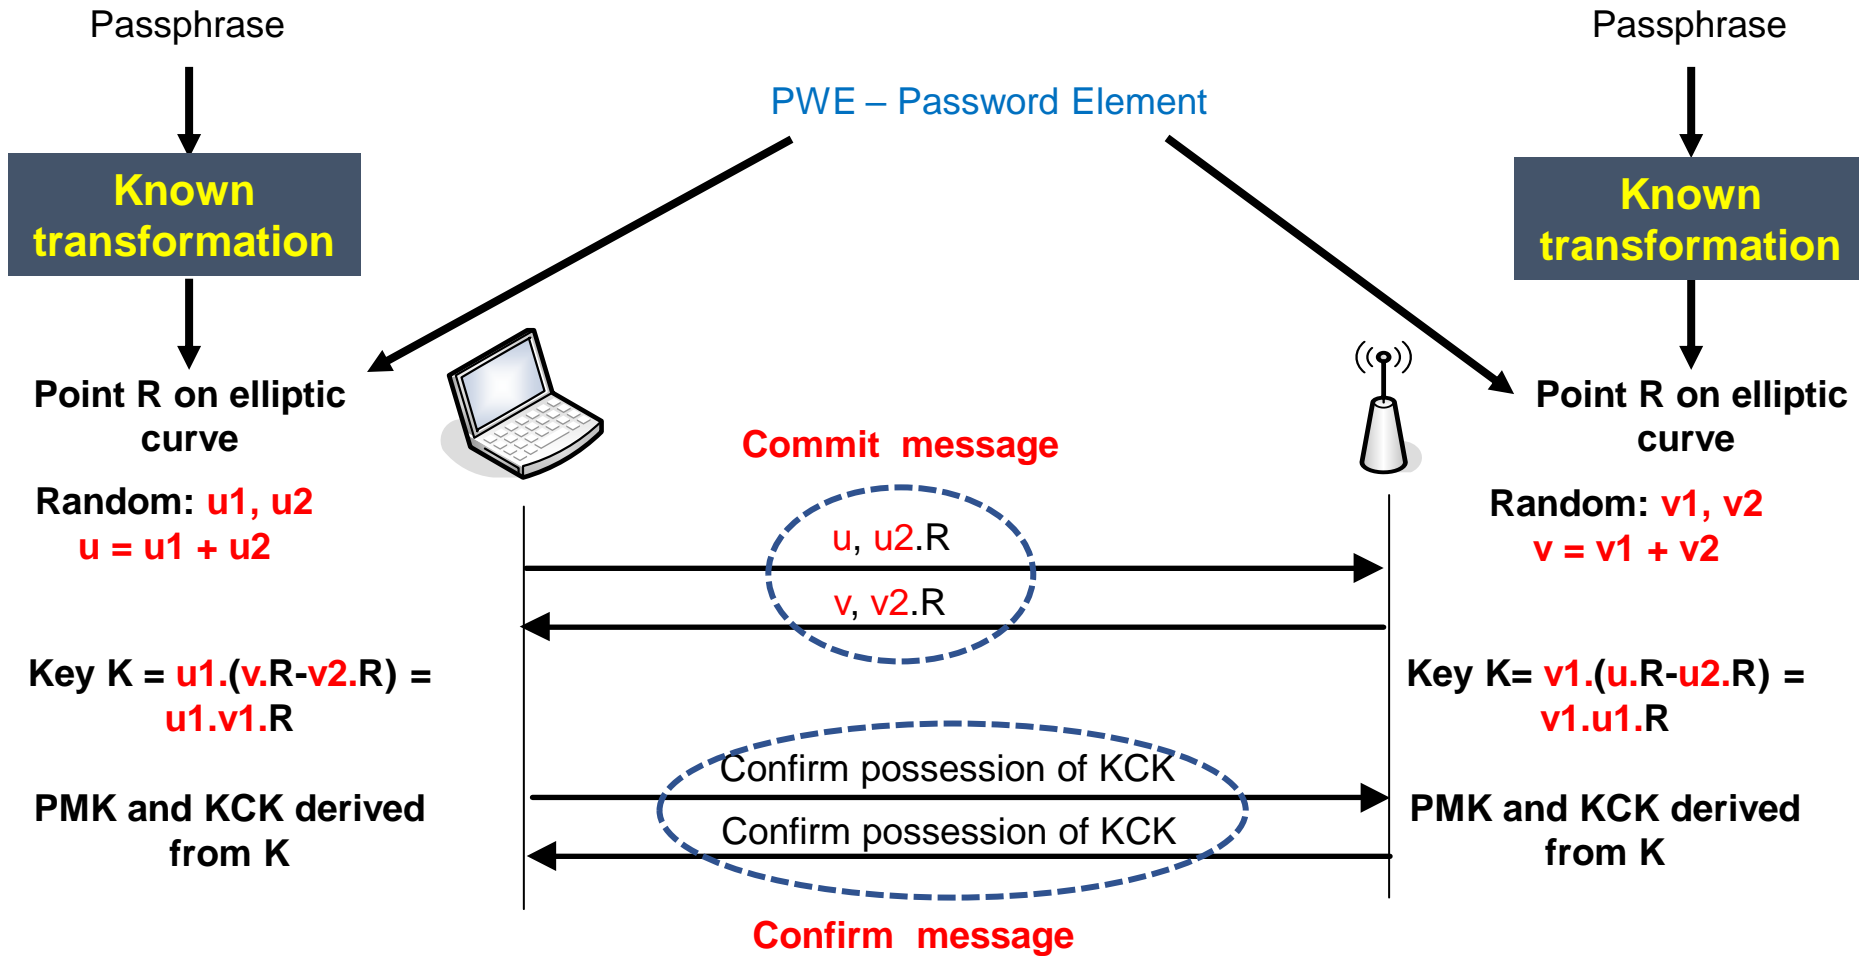 Passphrase
Known
transformation
Point R on elliptic
curve
Random: u1, u2
u = u1 + u2
Key K = u1.(v.R-v2.R) =
u1.v1.R
PMK and KCK derived
from K
PWE – Password Element
Commit message
u, u2.R
v, v2.R
Confirm possession of KCK
Confirm possession of KCK
Confirm message
Passphrase
Known
transformation
Point R on elliptic
curve
Random: v1, v2
v = v1 + v2
Key K= v1.(u.R-u2.R) =
v1.u1.R
PMK and KCK derived
from K